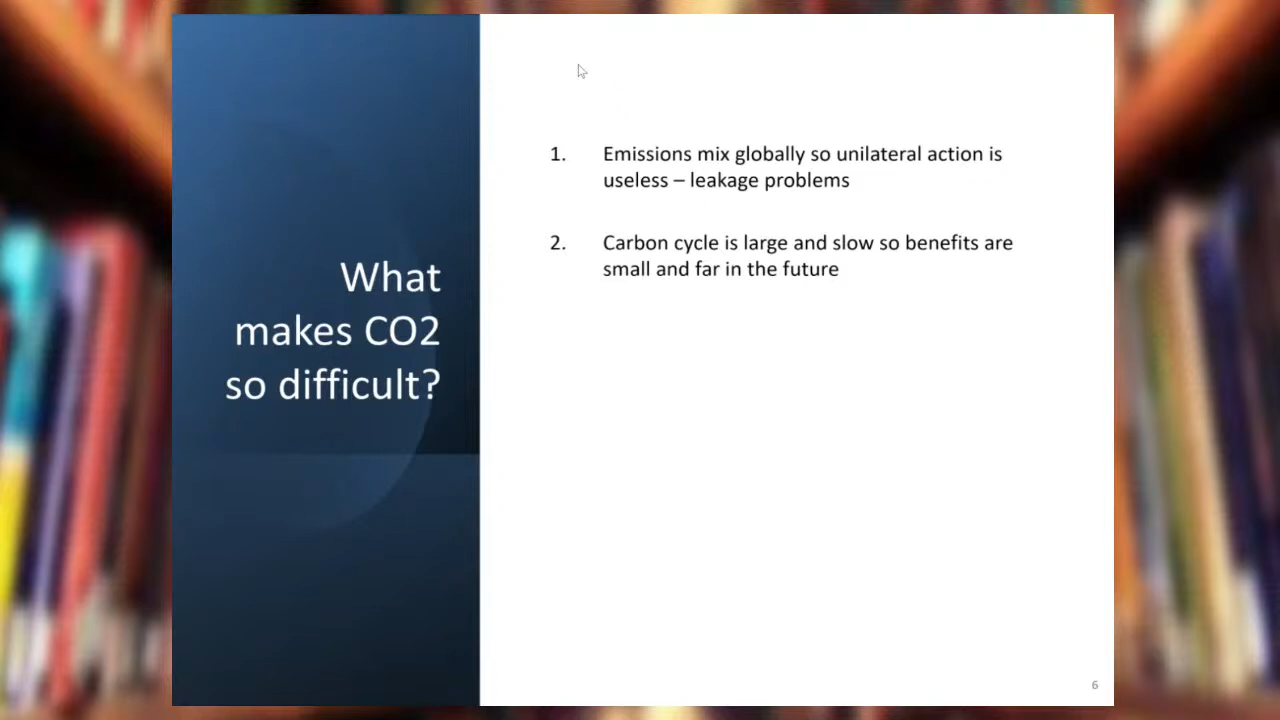 What
makes CO2
so difficult?
1. Emissions mix globally so unilateral action is
useless – leakage problems
2. Carbon cycle is large and slow so benefits are
small and far in the future
6